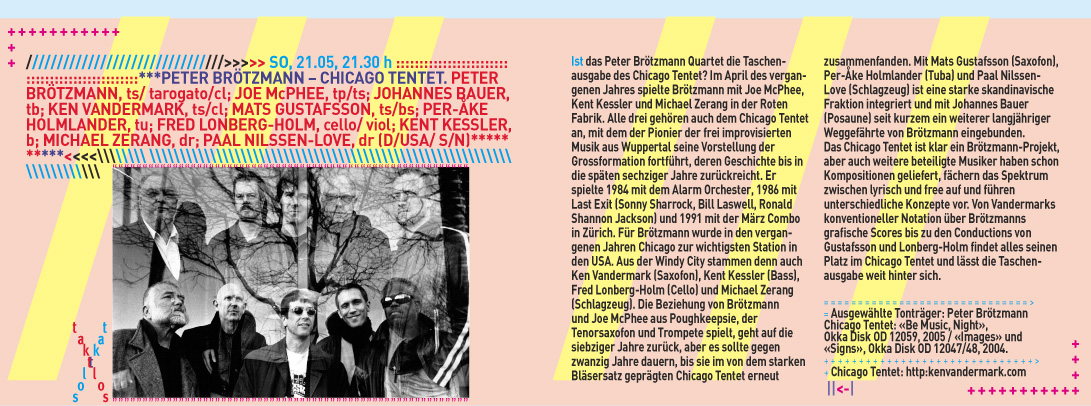 //////////////////////////////////>>>>>> SO, 21.05, 21.30 h ::::::::::::::::::::::::
::::::::::::::::::::::::***PETER BRÖTZMANN – CHICAGO TENTET. PETER
BRÖTZMANN, ts/ tarogato/cl; JOE McPHEE, tp/ts; JOHANNES BAUER,
tb; KEN VANDERMARK, ts/cl; MATS GUSTAFSSON, ts/bs; PER-ÅKE
HOLMLANDER, tu; FRED LONBERG-HOLM, cello/ viol; KENT KESSLER,
b; MICHAEL ZERANG, dr; PAAL NILSSEN-LOVE, dr (D/USA/ S/N)*****
******<<<<\\\\\\\\\\\\\\\\\\\\\\\\\\\\\\\\\\\\
\\\\\\\\\\\\
taktlos
taktlos
Ist das Peter Brötzmann Quartet die Taschen-
ausgabe des Chicago Tentet? Im April des vergan-
genen Jahres spielte Brötzmann mit Joe McPhee,
Kent Kessler und Michael Zerang in der Roten
Fabrik. Alle drei gehören auch dem Chicago Tentet
an, mit dem der Pionier der frei improvisierten
Musik aus Wuppertal seine Vorstellung der
Grossformation fortführt, deren Geschichte bis in
die späten sechziger Jahre zurückreicht. Er
spielte 1984 mit dem Alarm Orchester, 1986 mit
Last Exit (Sonny Sharrock, Bill Laswell, Ronald
Shannon Jackson) und 1991 mit der März Combo
in Zürich. Für Brötzmann wurde in den vergan-
genen Jahren Chicago zur wichtigsten Station in
den USA. Aus der Windy City stammen denn auch
Ken Vandermark (Saxofon), Kent Kessler (Bass),
Fred Lonberg-Holm (Cello) und Michael Zerang
(Schlagzeug). Die Beziehung von Brötzmann
und Joe McPhee aus Poughkeepsie, der
Tenorsaxofon und Trompete spielt, geht auf die
siebziger Jahre zurück, aber es sollte gegen
zwanzig Jahre dauern, bis sie im von dem starken
Bläsersatz geprägten Chicago Tentet erneut
zusammenfanden. Mit Mats Gustafsson (Saxofon),
Per-Åke Holmlander (Tuba) und Paal Nilssen-
Love (Schlagzeug) ist eine starke skandinavische
Fraktion integriert und mit Johannes Bauer
(Posaune) seit kurzem ein weiterer langjähriger
Weggefährte von Brötzmann eingebunden.
Das Chicago Tentet ist klar ein Brötzmann-Projekt,
aber auch weitere beteiligte Musiker haben schon
Kompositionen geliefert, fächern das Spektrum
zwischen lyrisch und free auf und führen
unterschiedliche Konzepte vor. Von Vandermarks
konventioneller Notation über Brötzmanns
grafische Scores bis zu den Conductions von
Gustafsson und Lonberg-Holm findet alles seinen
Platz im Chicago Tentet und lässt die Taschen-
ausgabe weit hinter sich.
= = = = = = = = = = = = = = = = = = = = = = = = = = = = >
= Ausgewählte Tonträger: Peter Brötzmann
Chicago Tentet: «Be Music, Night»,
Okka Disk OD 12059, 2005 / «Images» und
«Signs», Okka Disk OD 12047/48, 2004.
+ + + + + + + + + + + + + + + + + + + + + + + + + + + + >
+ Chicago Tentet: http:kenvandermark.com
||<-|